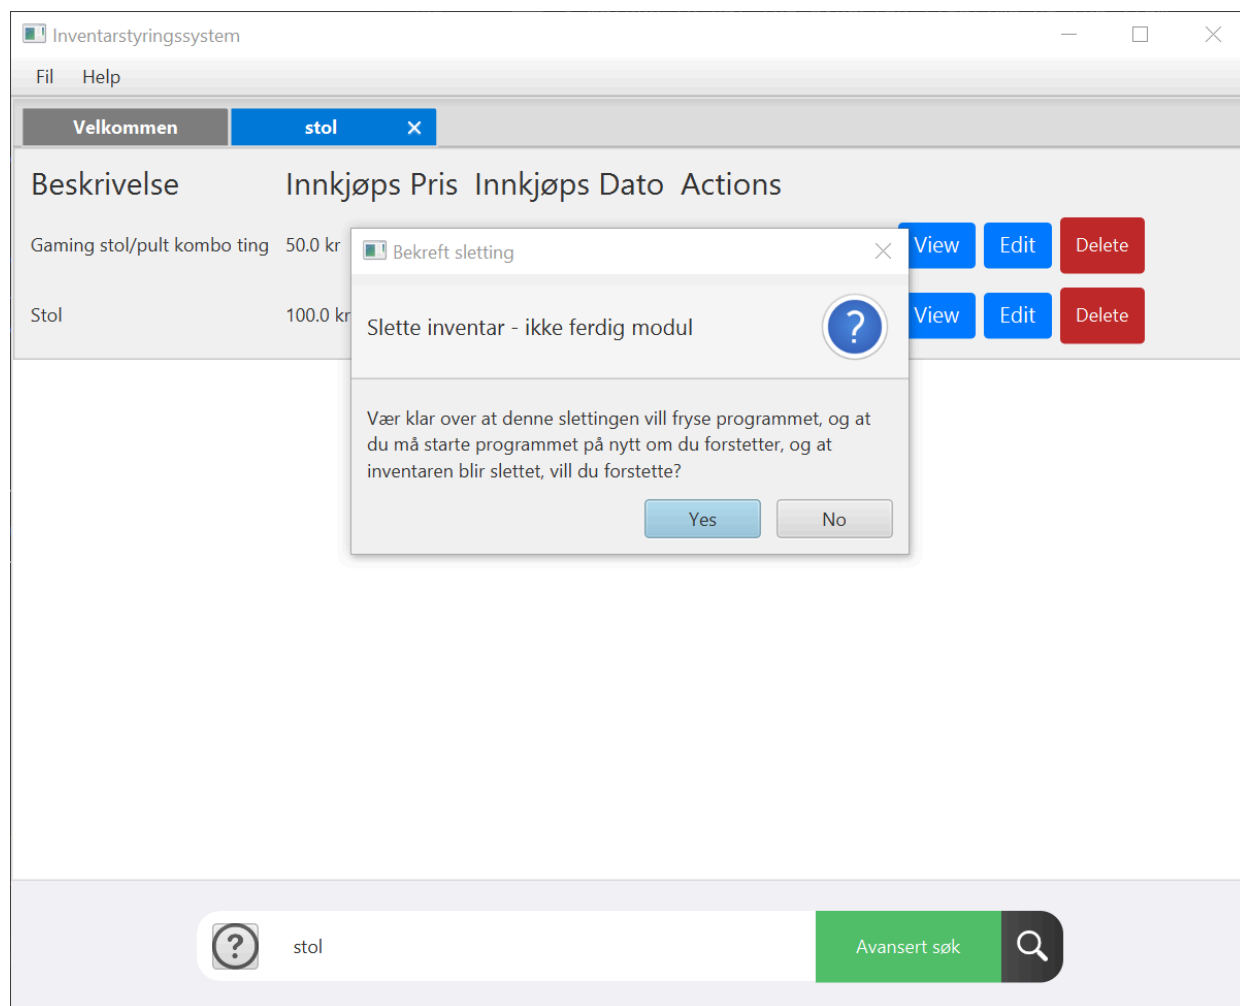 Inventarstyringssystem
Fil Help
Velkommen stol
Beskrivelse Innkjøps Pris Innkjøps Dato Actions
Gaming stol/pult kombo ting 50.0 kr View Edit Delete
Stol 100.0 kr View Edit Delete
Bekreft sletting
Slette inventar - ikke ferdig modul
Vær klar over at denne slettingen vill fryse programmet, og at
du må starte programmet på nytt om du forstetter, og at
inventaren blir slettet, vill du forstette?
Yes No
stol Avansert søk